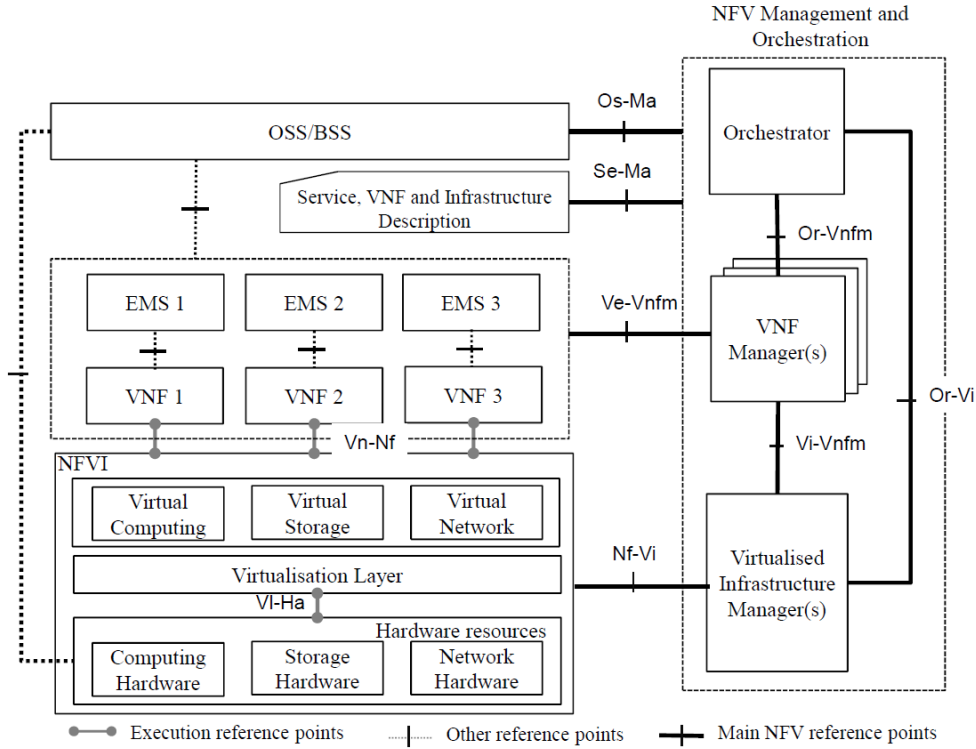 NFV Management and
Orchestration
Os-Ma
OSS/BSS
Orchestrator
Se-Ma
Service, VNF and Infrastructure
Description
Or-Vnfm
EMS 1
EMS 2
EMS 3
Ve-Vnfm
VNF
Manager(s)
VNF 1
VNF 2
VNF 3
Or-Vi
Vn-Nf
Vi-Vnfm
NFVI
Virtual
Computing
Virtual
Storage
Virtual
Network
Nf-Vi
Virtualisation Layer
Virtualised
Infrastructure
Manager(s)
VI-Ha
Hardware resources
Computing
Hardware
Storage
Hardware
Network
Hardware
Execution reference points
Other reference points
Main NFV reference points